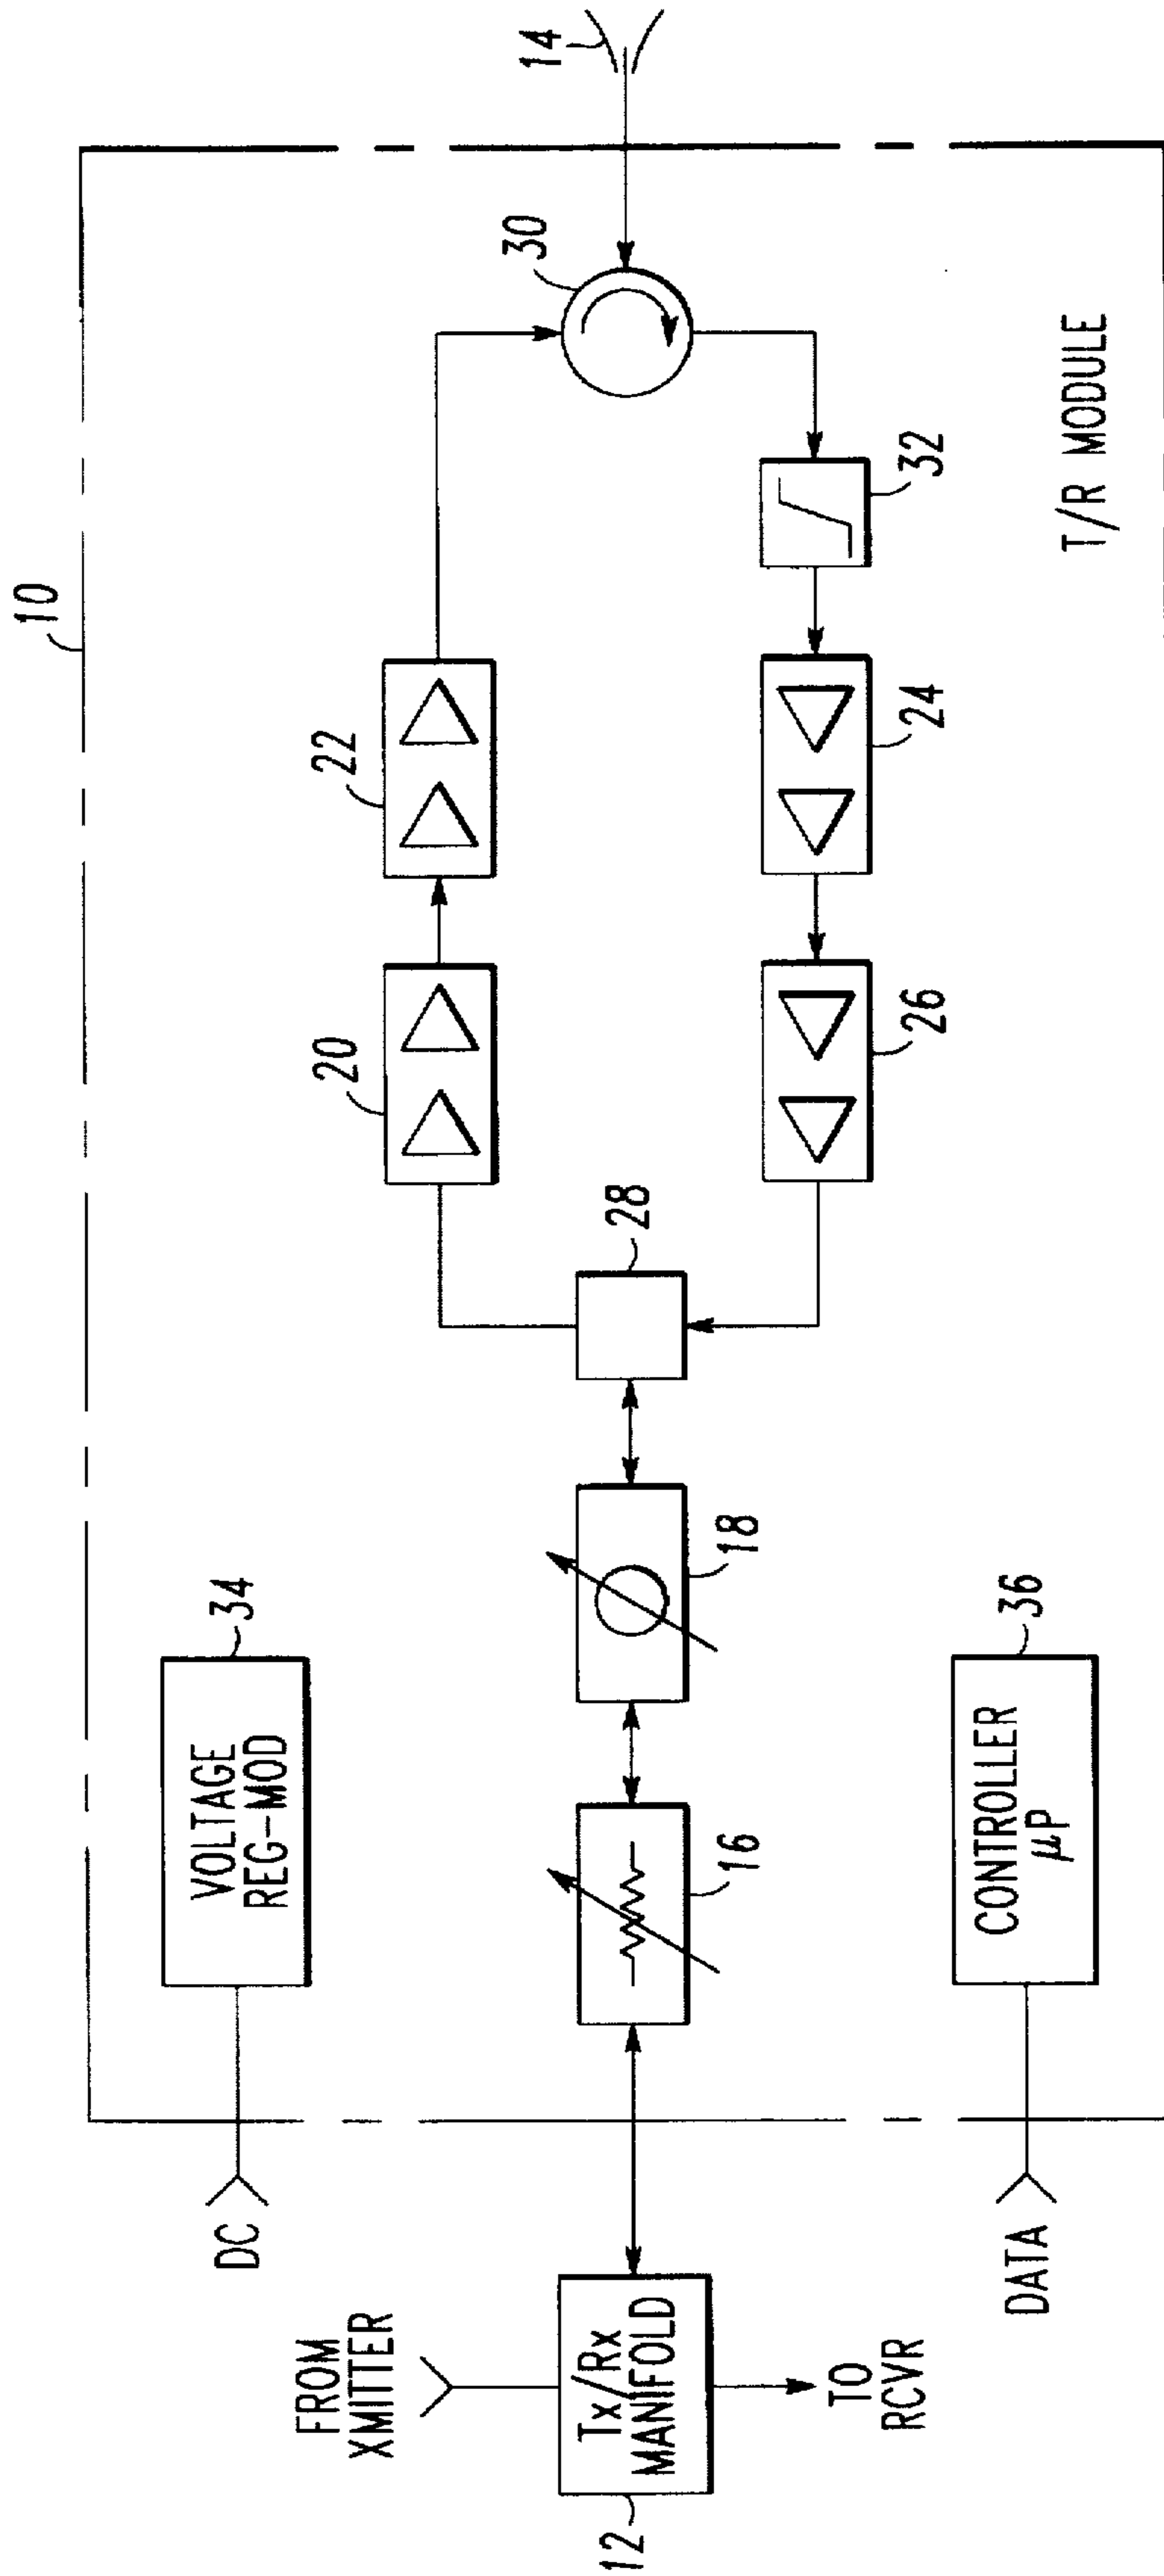 10
DC
VOLTAGE
REG-MOD
34
FROM
XMITTER
12
Tx/Rx
MANIFOLD
TO
RCVR
16
18
28
20
22
30
14
32
24
26
DATA
CONTROLLER
μP
36
T/R MODULE